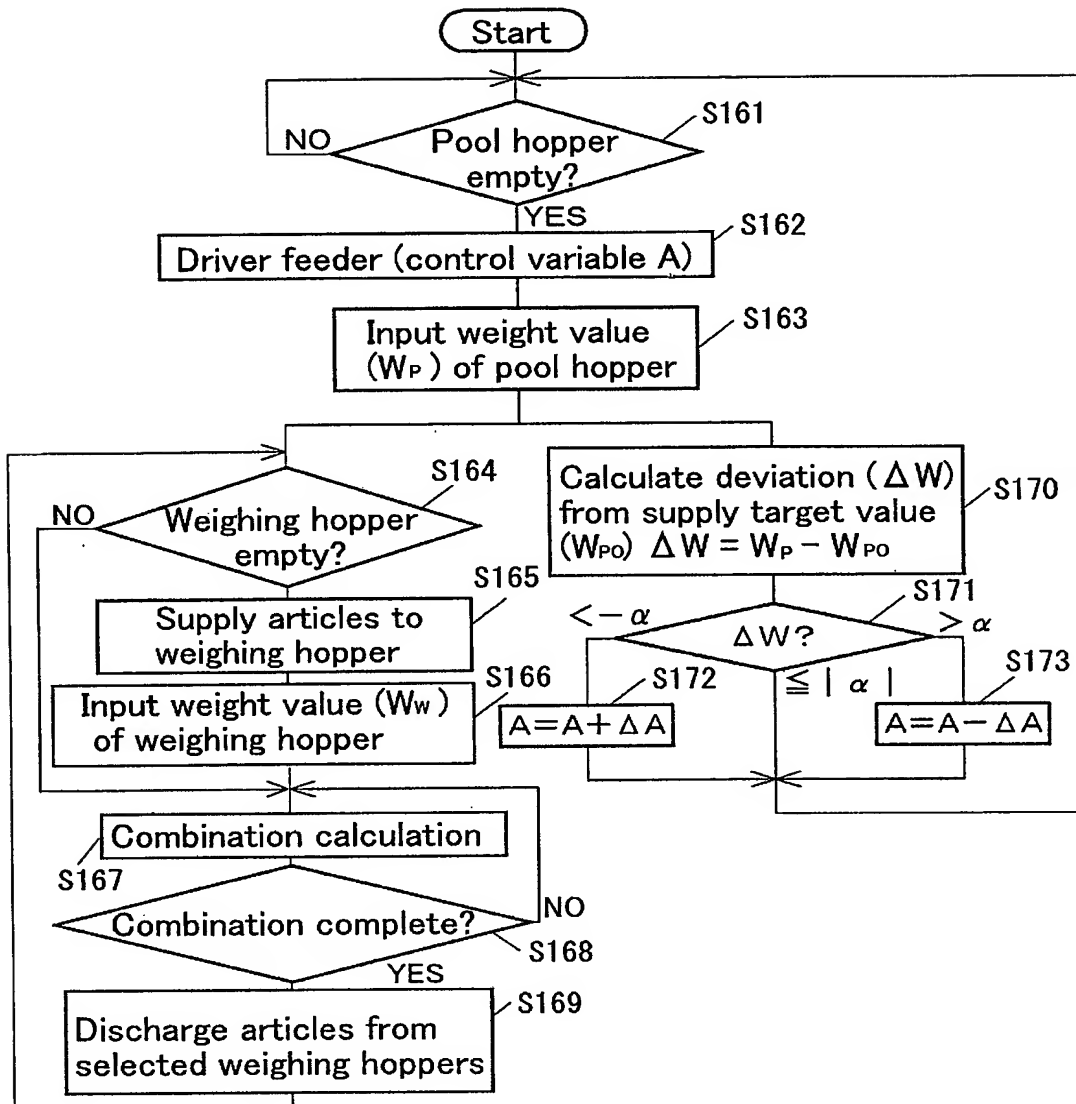 Start
S161
NO
Pool hopper
empty?
YES
S162
Driver feeder (control variable A)
S163
Input weight value
(WP) of pool hopper
S164
NO
Weighing hopper
empty?
S165
Supply articles to
weighing hopper
S166
Input weight value (WW)
of weighing hopper
Combination calculation
S167
Combination complete?
NO
S168
YES
S169
Discharge articles from
selected weighing hoppers
Calculate deviation (ΔW)
from supply target value
(WPO) ΔW = WP − WPO
S170
S171
<−α
ΔW?
>α
≦|α|
S172
A=A+ΔA
S173
A=A−ΔA